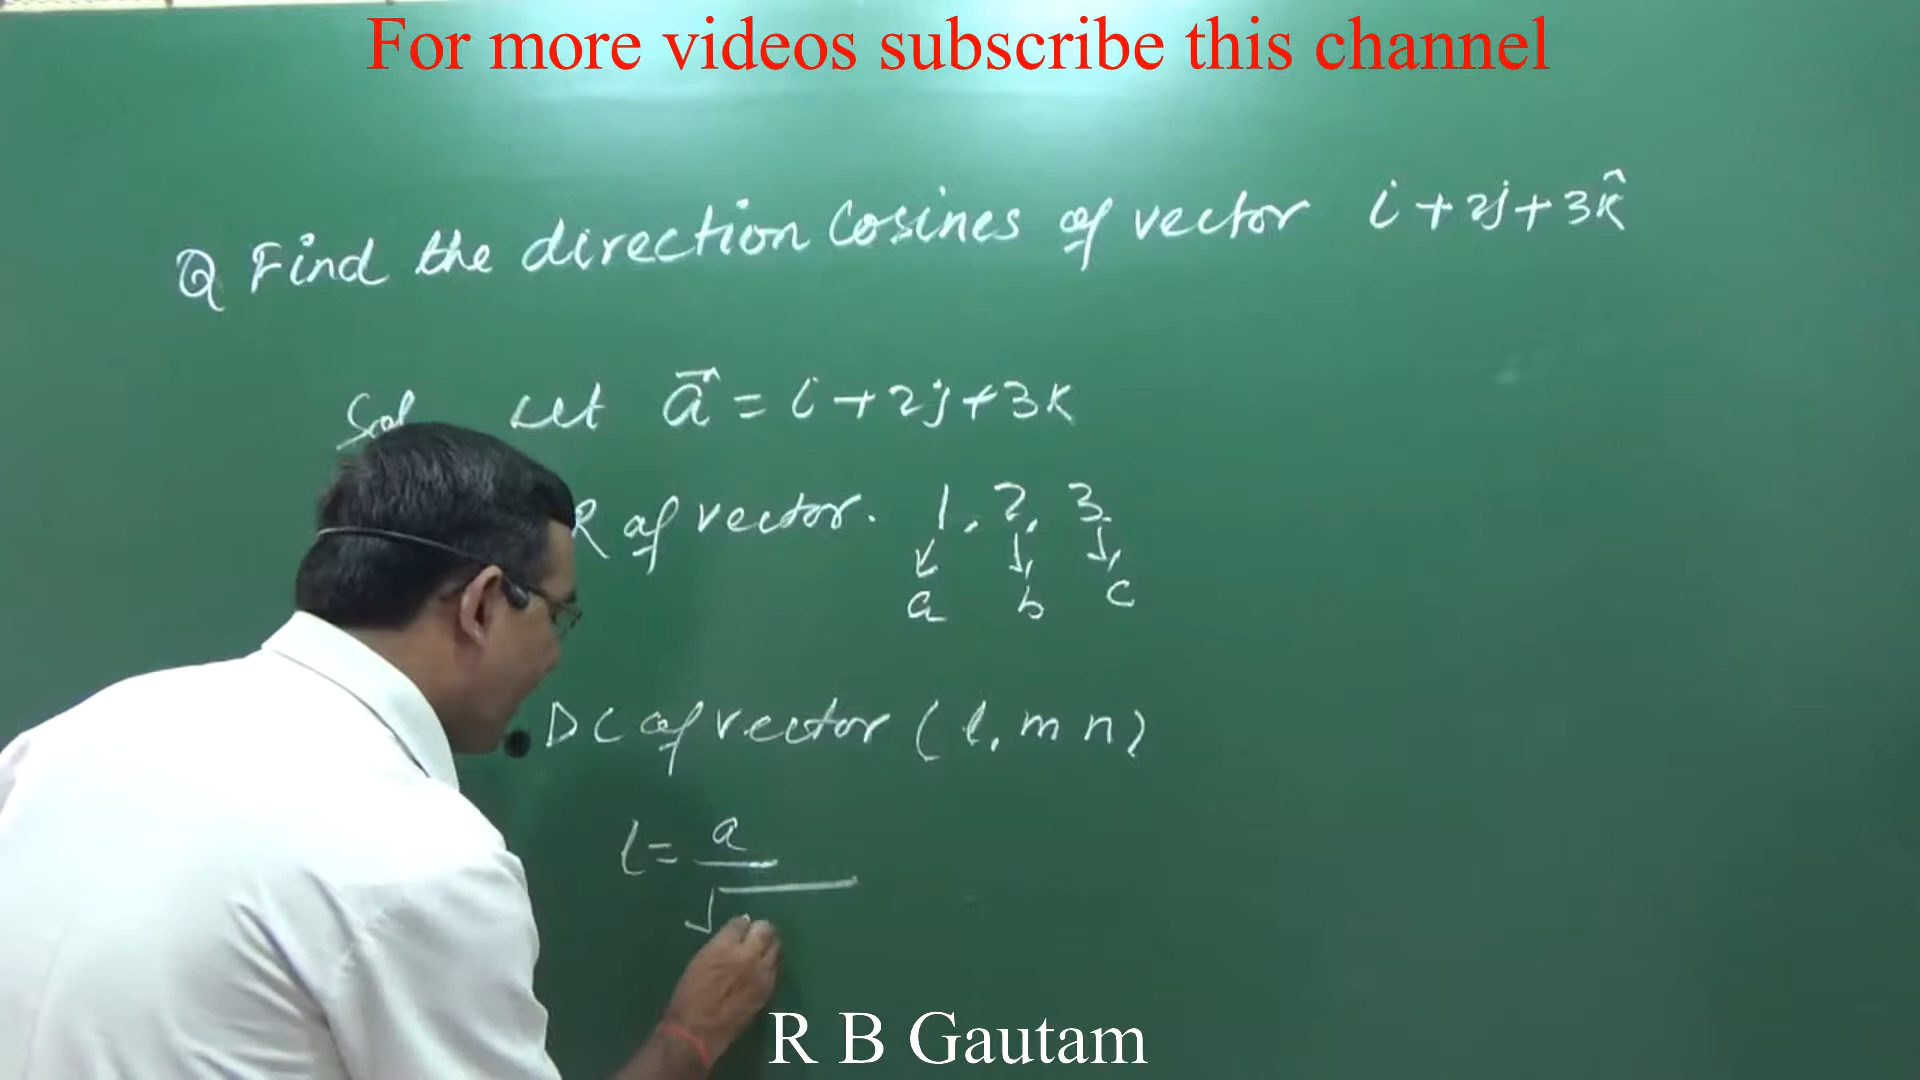 For more videos subscribe this channel
Q Find the direction Cosines of vector i + 2j + 3k̂
Sol Let a⃗ = i + 2j + 3k
R of vector. 1, 2, 3
a b c
DC of vector (l, m n)
l = a
√
R B Gautam